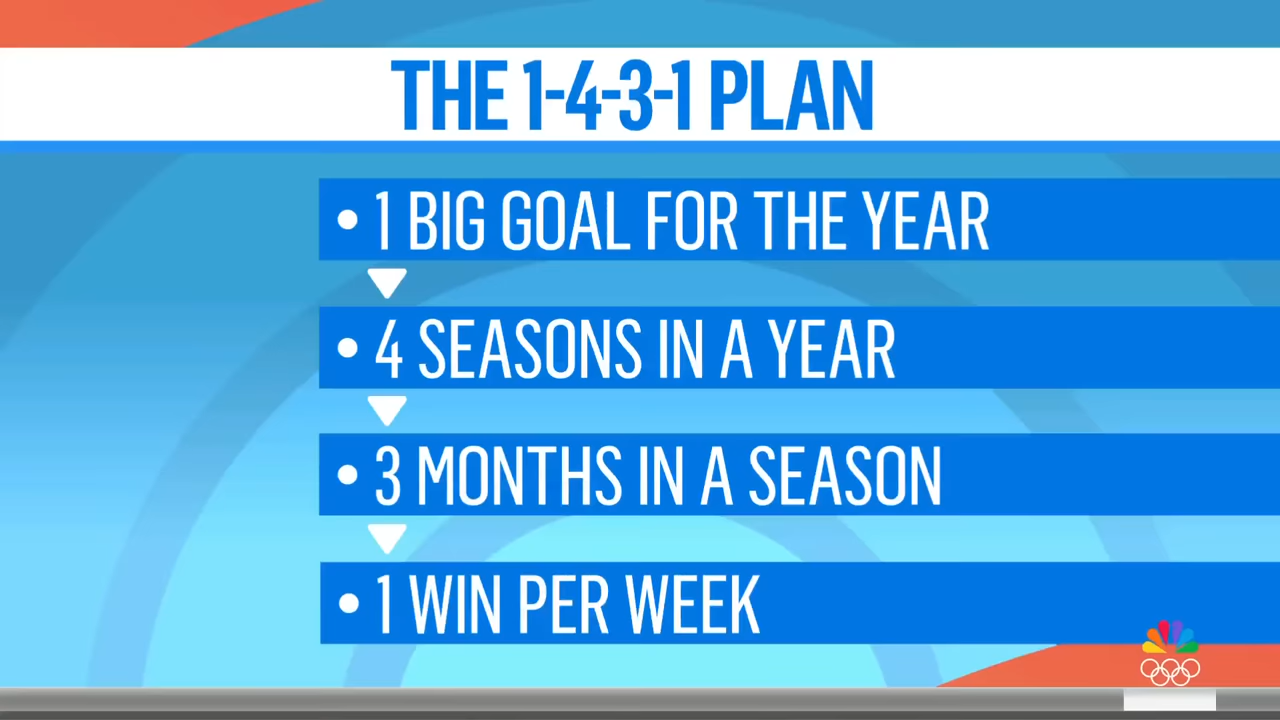 THE 1-4-3-1 PLAN
• 1 BIG GOAL FOR THE YEAR
• 4 SEASONS IN A YEAR
• 3 MONTHS IN A SEASON
• 1 WIN PER WEEK